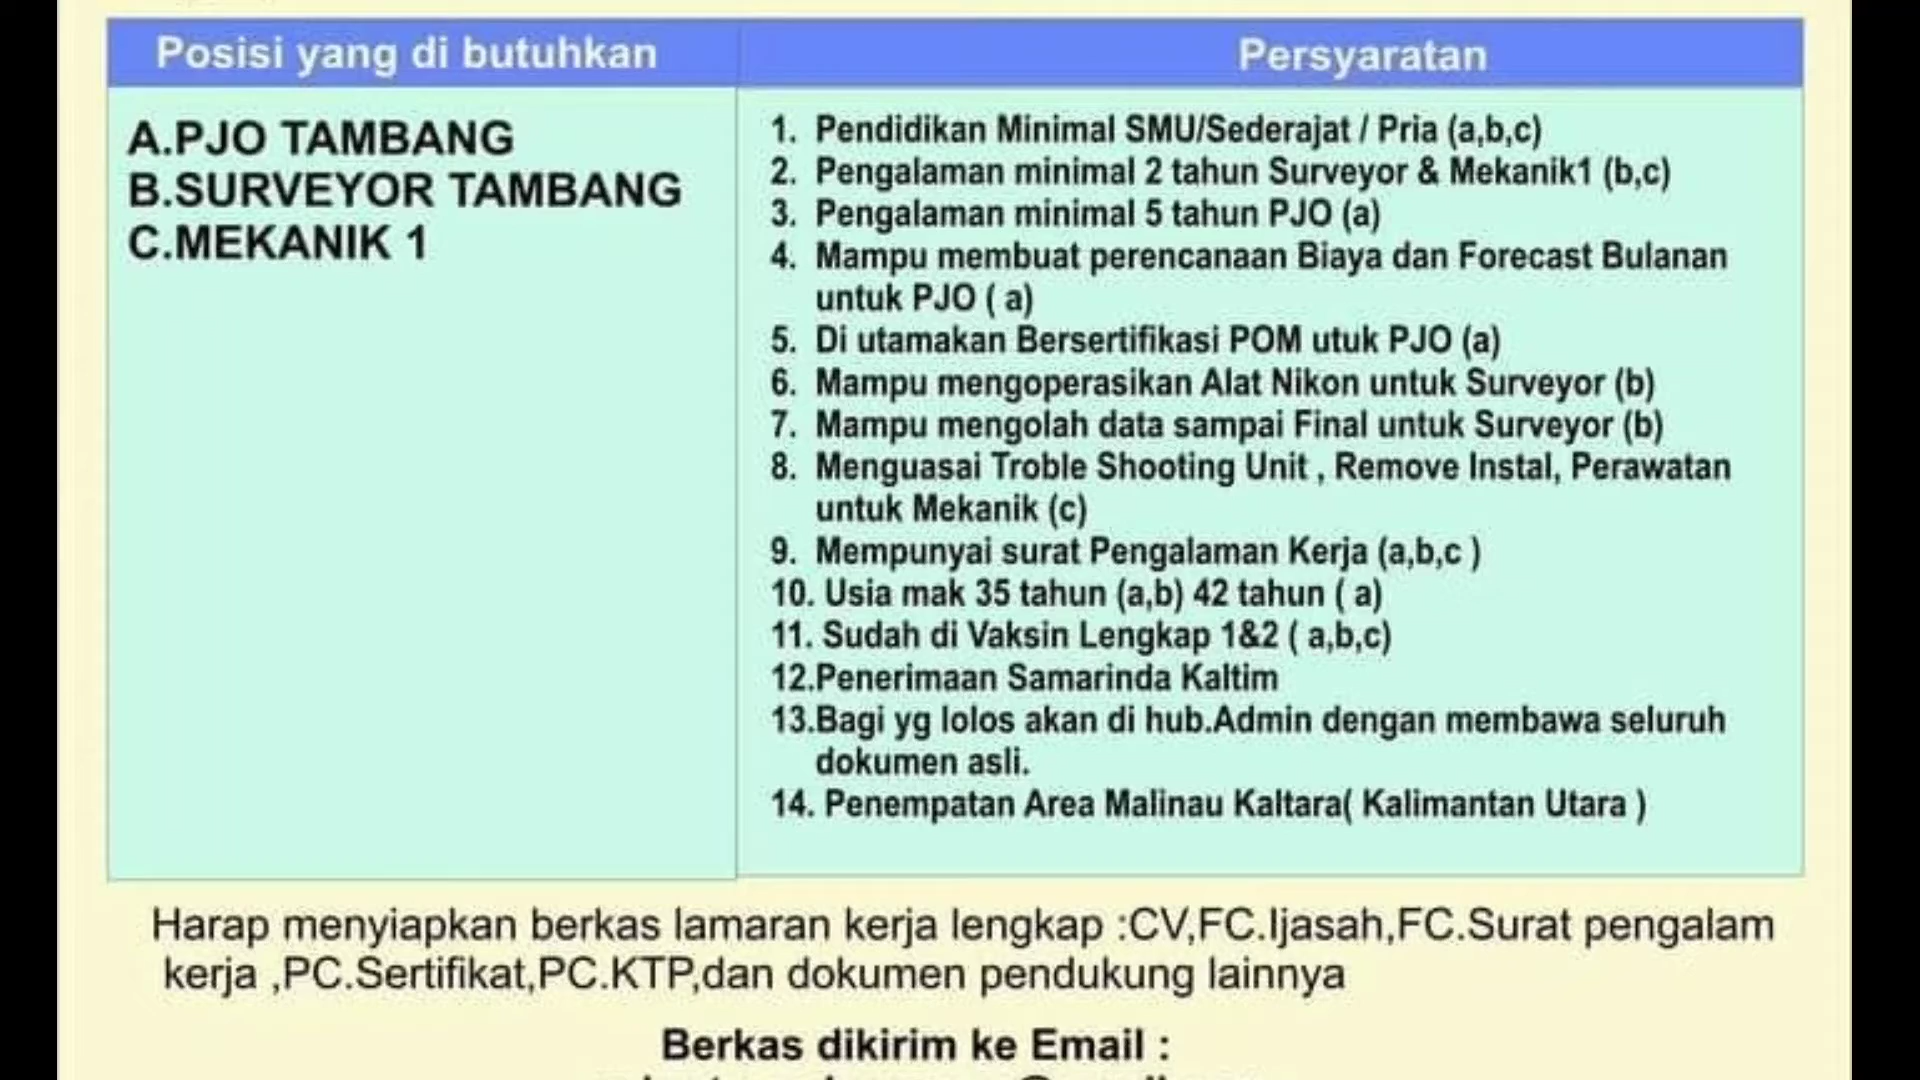 Posisi yang di butuhkan
Persyaratan
A.PJO TAMBANG
B.SURVEYOR TAMBANG
C.MEKANIK 1
1. Pendidikan Minimal SMU/Sederajat / Pria (a,b,c)
2. Pengalaman minimal 2 tahun Surveyor & Mekanik1 (b,c)
3. Pengalaman minimal 5 tahun PJO (a)
4. Mampu membuat perencanaan Biaya dan Forecast Bulanan
untuk PJO ( a)
5. Di utamakan Bersertifikasi POM utuk PJO (a)
6. Mampu mengoperasikan Alat Nikon untuk Surveyor (b)
7. Mampu mengolah data sampai Final untuk Surveyor (b)
8. Menguasai Troble Shooting Unit , Remove Instal, Perawatan
untuk Mekanik (c)
9. Mempunyai surat Pengalaman Kerja (a,b,c )
10. Usia mak 35 tahun (a,b) 42 tahun ( a)
11. Sudah di Vaksin Lengkap 1&2 ( a,b,c)
12.Penerimaan Samarinda Kaltim
13.Bagi yg lolos akan di hub.Admin dengan membawa seluruh
dokumen asli.
14. Penempatan Area Malinau Kaltara( Kalimantan Utara )
Harap menyiapkan berkas lamaran kerja lengkap :CV,FC.Ijasah,FC.Surat pengalam
kerja ,PC.Sertifikat,PC.KTP,dan dokumen pendukung lainnya
Berkas dikirim ke Email :